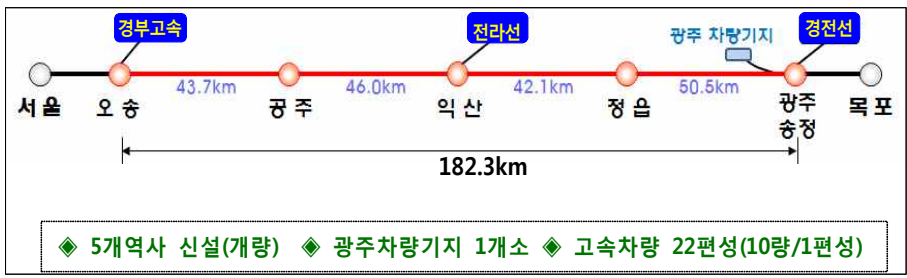 경부고속 전라선 광주 차량기지 경전선
43.7km 46.0km 42.1km 50.5km
서울 오송 공주 익산 정읍 광주송정 목포
182.3km
◈ 5개역사 신설(개량) ◈ 광주차량기지 1개소 ◈ 고속차량 22편성(10량/1편성)